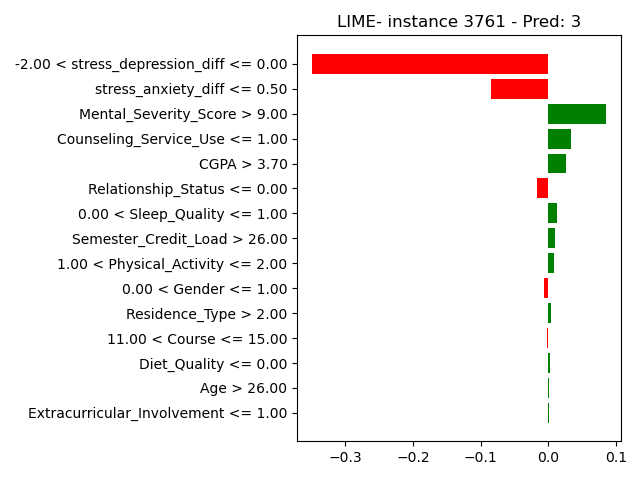 LIME- instance 3761 - Pred: 3
-2.00 < stress_depression_diff <= 0.00
stress_anxiety_diff <= 0.50
Mental_Severity_Score > 9.00
Counseling_Service_Use <= 1.00
CGPA > 3.70
Relationship_Status <= 0.00
0.00 < Sleep_Quality <= 1.00
Semester_Credit_Load > 26.00
1.00 < Physical_Activity <= 2.00
0.00 < Gender <= 1.00
Residence_Type > 2.00
11.00 < Course <= 15.00
Diet_Quality <= 0.00
Age > 26.00
Extracurricular_Involvement <= 1.00
−0.3 −0.2 −0.1 0.0 0.1